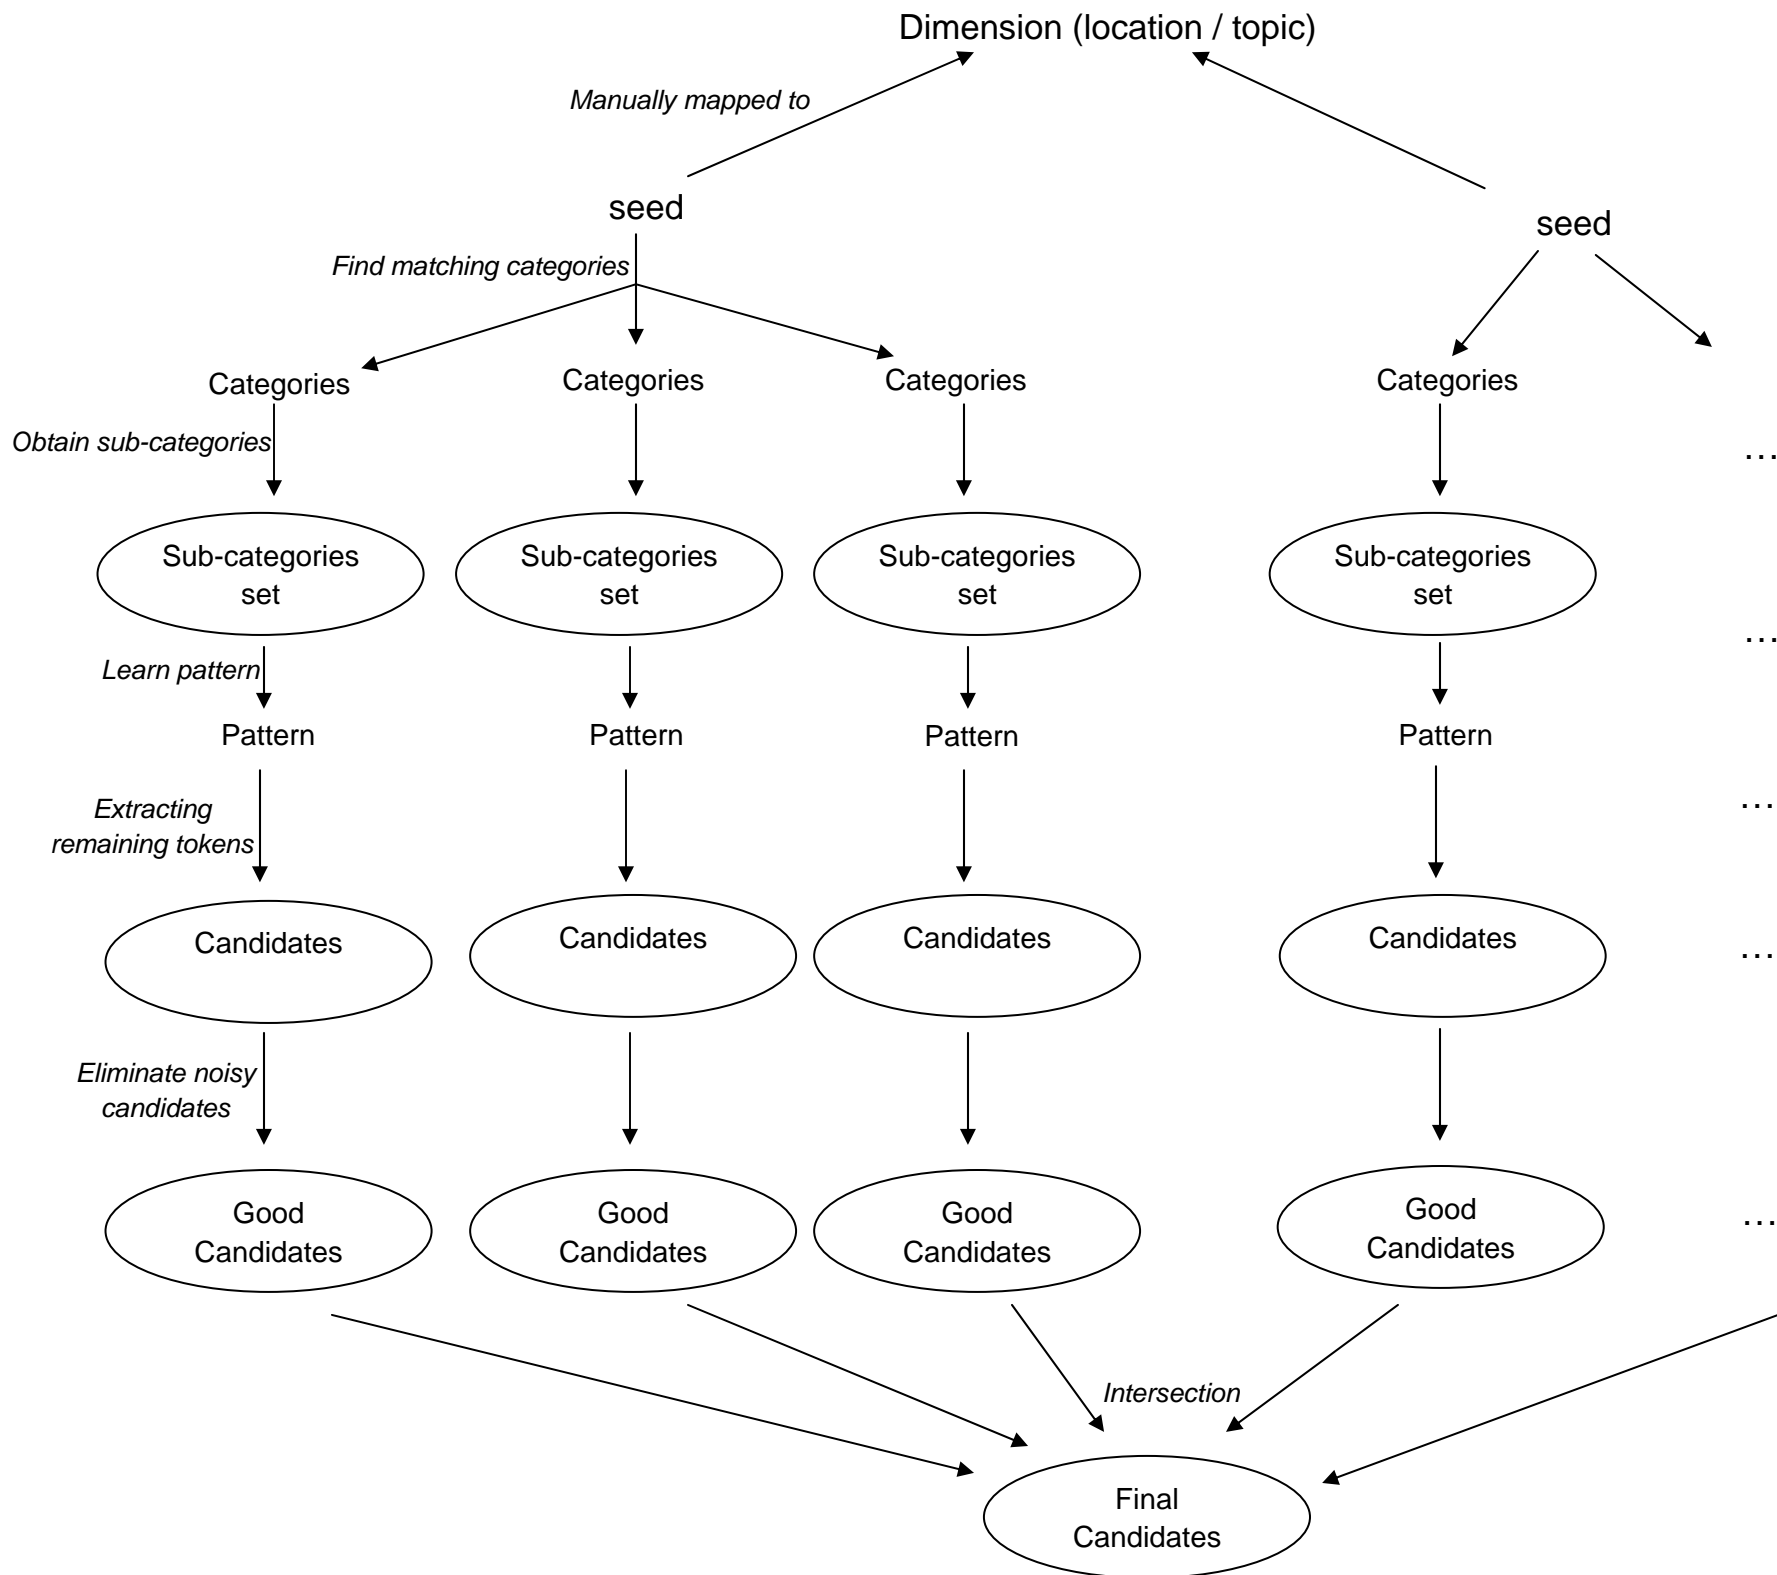 Dimension (location / topic)
Manually mapped to
seed
seed
Find matching categories
Categories
Categories
Categories
Categories
Obtain sub-categories
…
Sub-categories
set
Sub-categories
set
Sub-categories
set
Sub-categories
set
…
Learn pattern
Pattern
Pattern
Pattern
Pattern
Extracting
remaining tokens
…
Candidates
Candidates
Candidates
Candidates
…
Eliminate noisy
candidates
Good
Candidates
Good
Candidates
Good
Candidates
Good
Candidates
…
Intersection
Final
Candidates